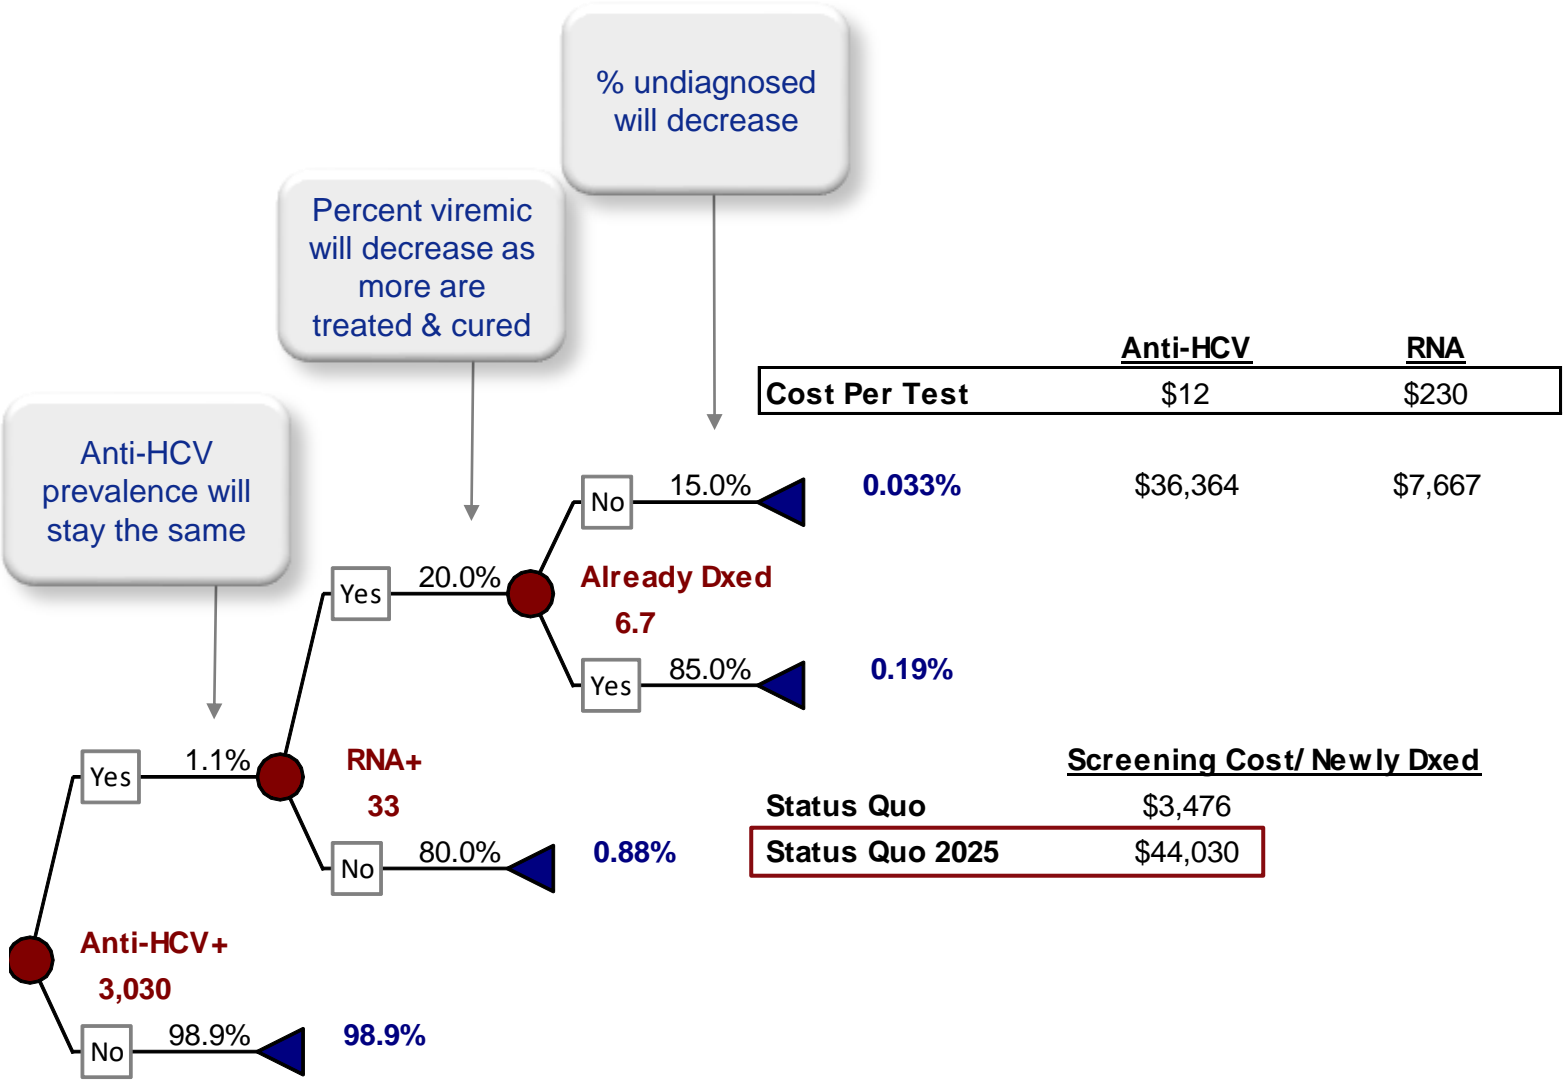 % undiagnosed
will decrease
Percent viremic
will decrease as
more are
treated & cured
Anti-HCV
prevalence will
stay the same
Anti-HCV RNA
Cost Per Test $12 $230
No 15.0% 0.033% $36,364 $7,667
Yes 20.0% Already Dxed
6.7
Yes 85.0% 0.19%
Yes 1.1% RNA+
33
Screening Cost/ Newly Dxed
Status Quo $3,476
No 80.0% 0.88% Status Quo 2025 $44,030
Anti-HCV+
3,030
No 98.9% 98.9%